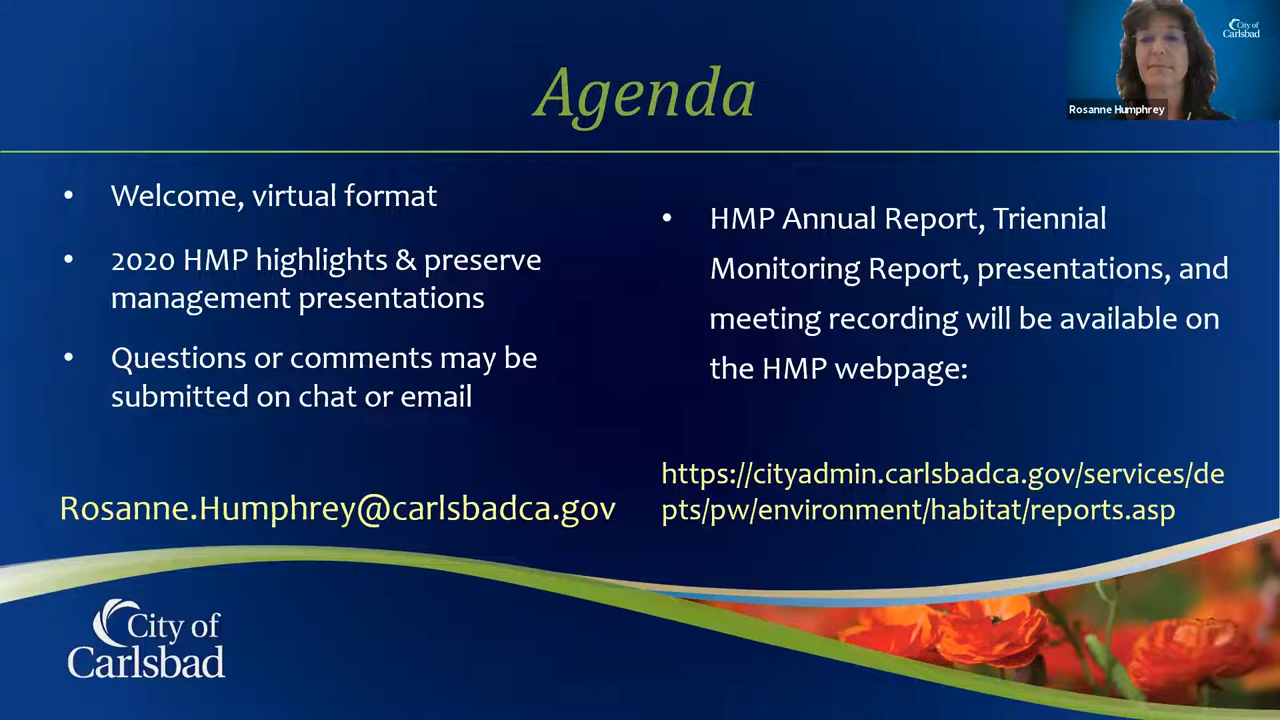 Agenda
City of
Carlsbad
Rosanne Humphrey
• Welcome, virtual format
• 2020 HMP highlights & preserve
management presentations
• Questions or comments may be
submitted on chat or email
Rosanne.Humphrey@carlsbadca.gov
• HMP Annual Report, Triennial
Monitoring Report, presentations, and
meeting recording will be available on
the HMP webpage:
https://cityadmin.carlsbadca.gov/services/de
pts/pw/environment/habitat/reports.asp
City of
Carlsbad